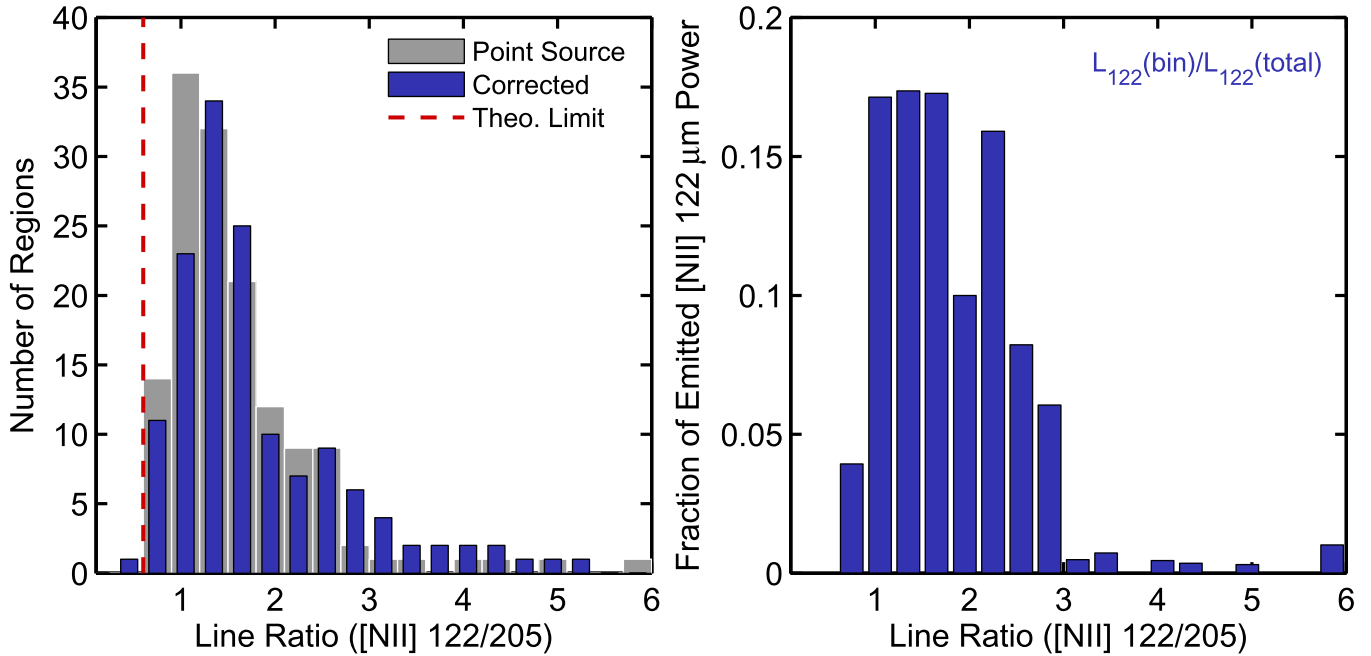 40
35
30
25
20
15
10
5
0
Number of Regions
Point Source
Corrected
Theo. Limit
1 2 3 4 5 6
Line Ratio ([NII] 122/205)
0.2
0.15
0.1
0.05
0
Fraction of Emitted [NII] 122 μm Power
L122(bin)/L122(total)
1 2 3 4 5 6
Line Ratio ([NII] 122/205)